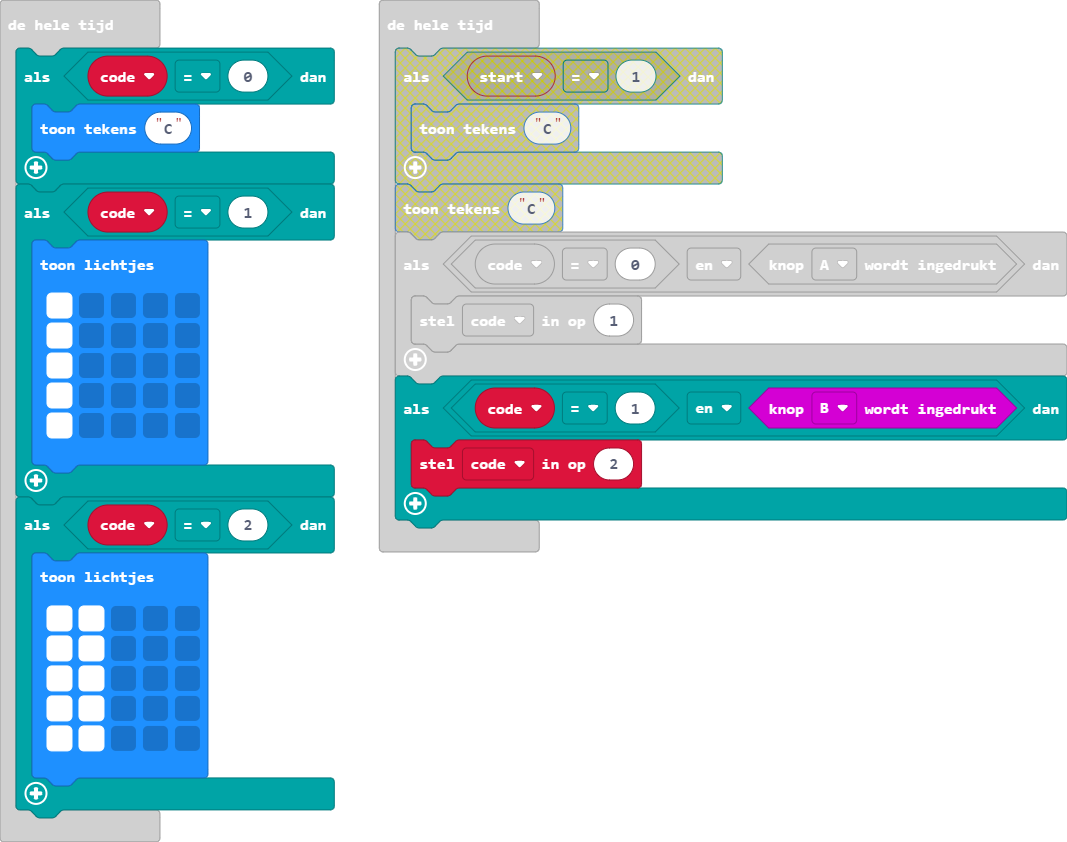 de hele tijd
als code = 0 dan
toon tekens "C"
als code = 1 dan
toon lichtjes
als code = 2 dan
toon lichtjes
de hele tijd
als start = 1 dan
toon tekens "C"
toon tekens "C"
als code = 0 en knop A wordt ingedrukt dan
stel code in op 1
als code = 1 en knop B wordt ingedrukt dan
stel code in op 2